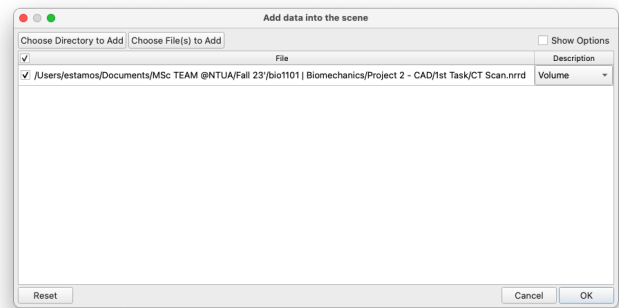 Add data into the scene
Choose Directory to Add Choose File(s) to Add Show Options
File Description
/Users/estamos/Documents/MSc TEAM @NTUA/Fall 23'/bio1101 | Biomechanics/Project 2 - CAD/1st Task/CT Scan.nrrd Volume
Reset Cancel OK